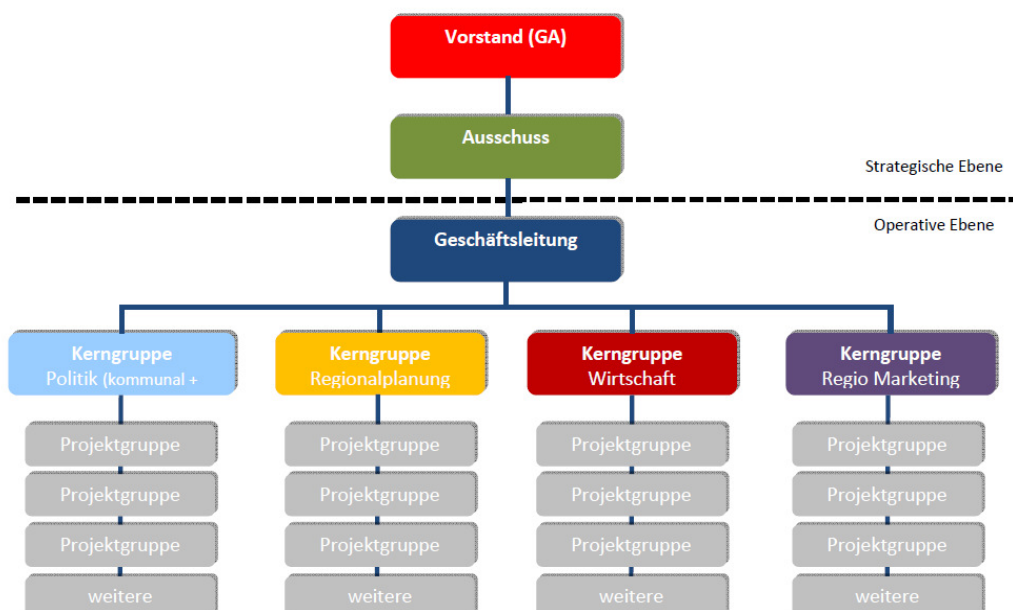 Vorstand (GA)
Ausschuss
Strategische Ebene
Operative Ebene
Geschäftsleitung
Kerngruppe
Politik (kommunal +
Kerngruppe
Regionalplanung
Kerngruppe
Wirtschaft
Kerngruppe
Regio Marketing
Projektgruppe
Projektgruppe
Projektgruppe
Projektgruppe
Projektgruppe
Projektgruppe
Projektgruppe
Projektgruppe
Projektgruppe
Projektgruppe
Projektgruppe
Projektgruppe
weitere
weitere
weitere
weitere